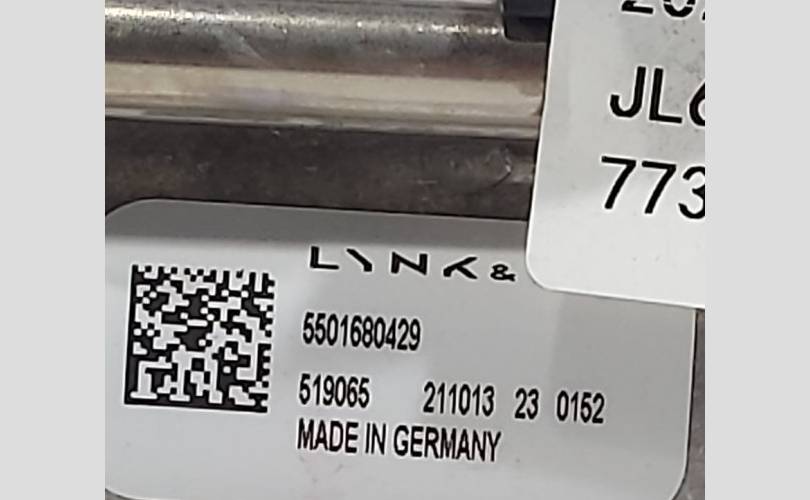 JL
773
LYNK &
5501680429
519065 211013 23 0152
MADE IN GERMANY